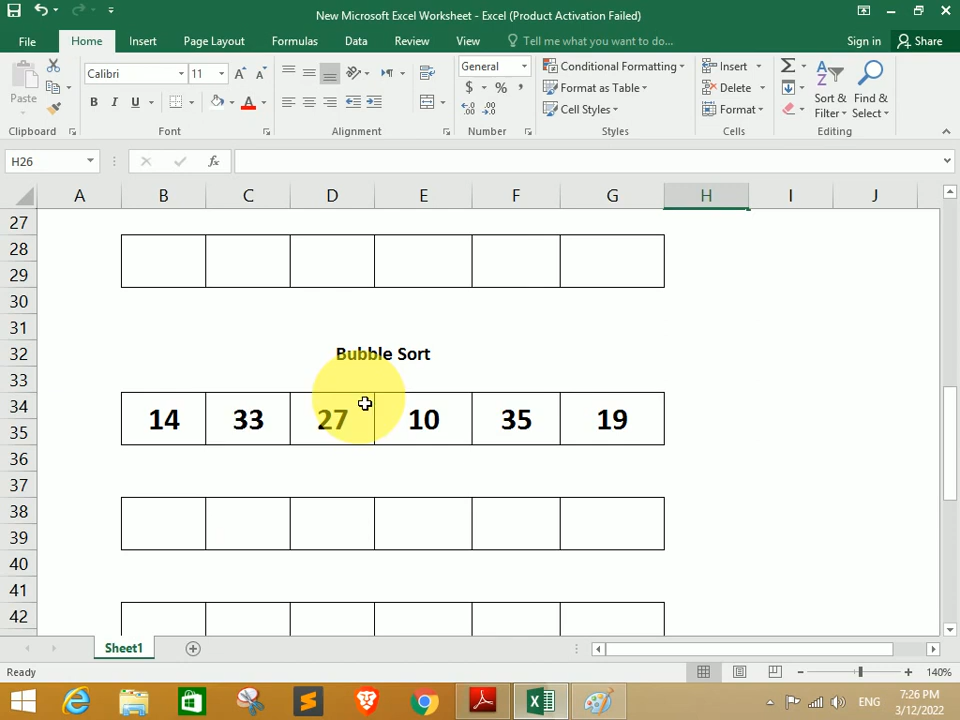 New Microsoft Excel Worksheet - Excel (Product Activation Failed)
File Home Insert Page Layout Formulas Data Review View Tell me what you want to do... Sign in Share
Paste
Calibri 11 A A
B I U A
General
$ % ,
Conditional Formatting
Format as Table
Cell Styles
Insert
Delete
Format
Sort & Filter
Find & Select
Clipboard Font Alignment Number Styles Cells Editing
H26 fx
A B C D E F G H I J
27
28
29
30
31
32 Bubble Sort
33
34
14 33 27 10 35 19
35
36
37
38
39
40
41
42
Sheet1
Ready 140%
ENG 7:26 PM
3/12/2022